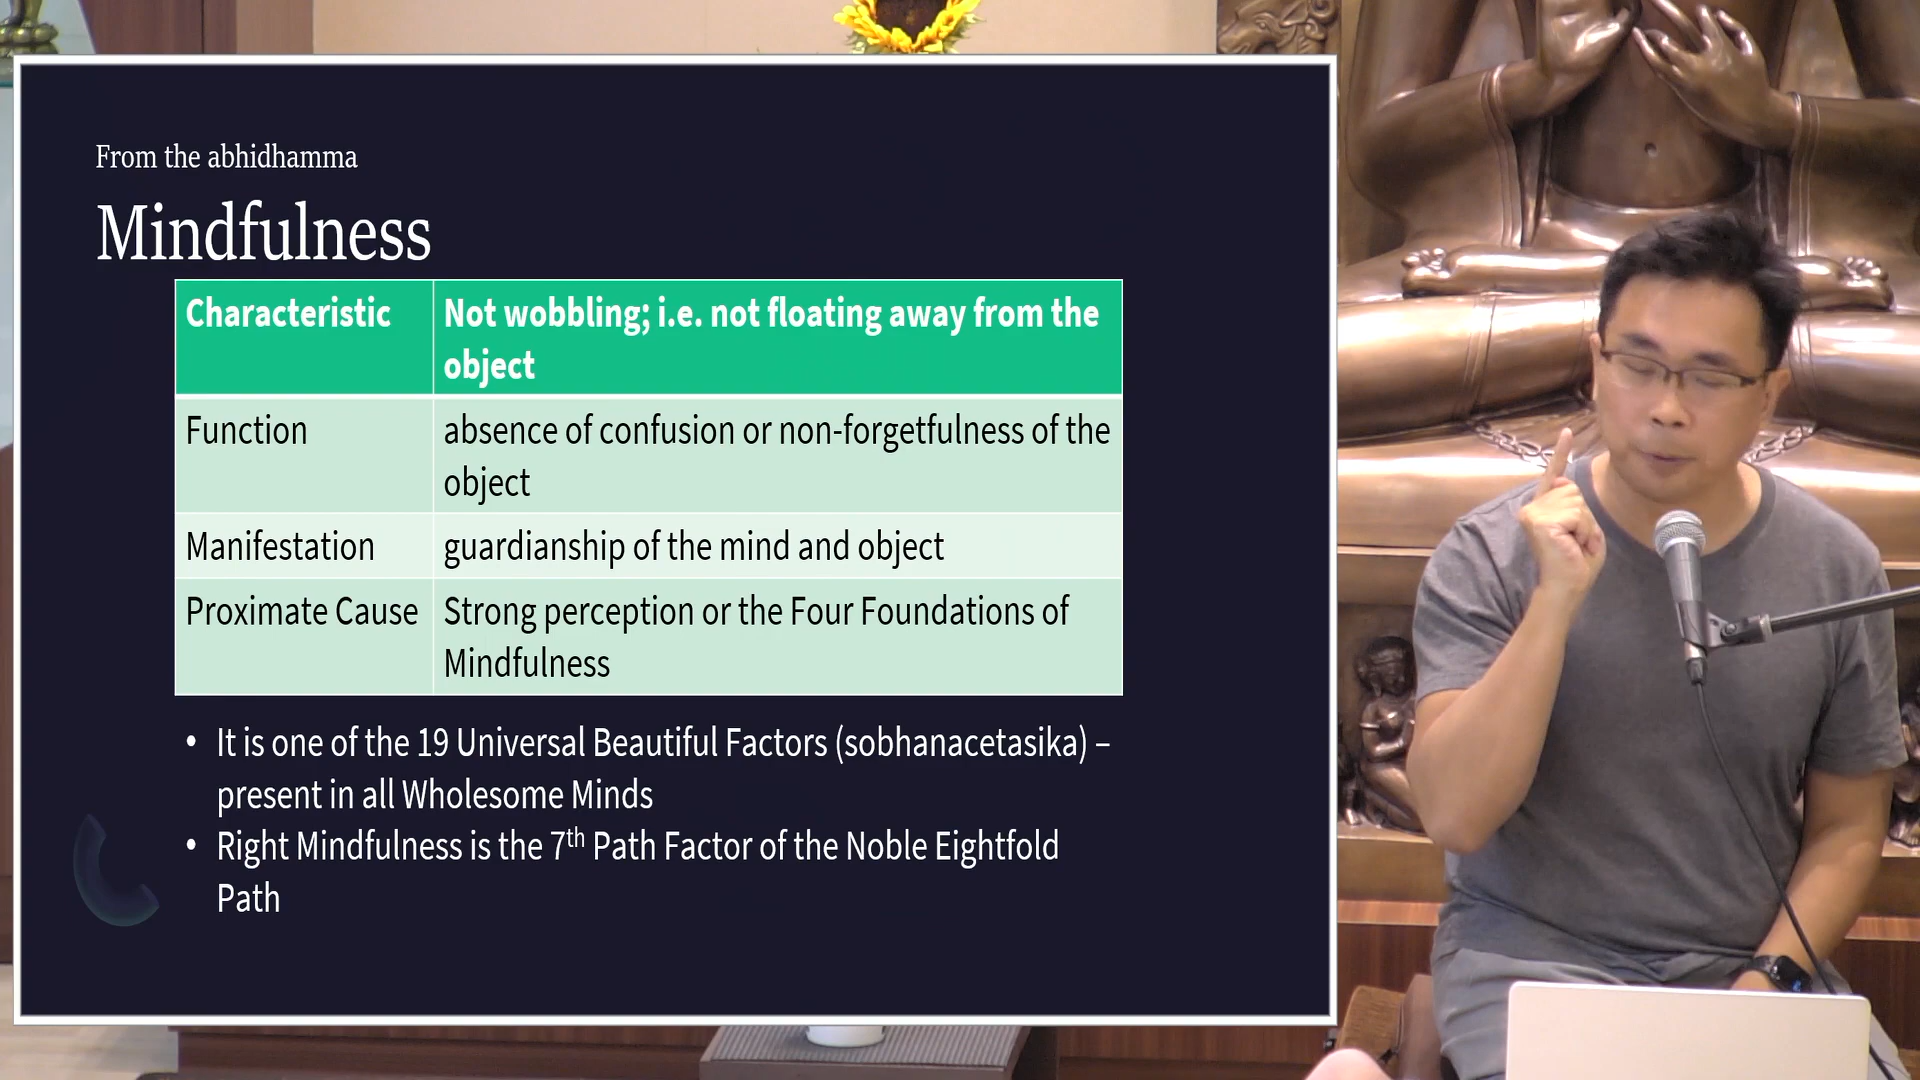 From the abhidhamma
Mindfulness
Characteristic
Not wobbling; i.e. not floating away from the
object
Function
absence of confusion or non-forgetfulness of the
object
Manifestation
guardianship of the mind and object
Proximate Cause
Strong perception or the Four Foundations of
Mindfulness
• It is one of the 19 Universal Beautiful Factors (sobhanacetasika) –
present in all Wholesome Minds
• Right Mindfulness is the 7th Path Factor of the Noble Eightfold
Path